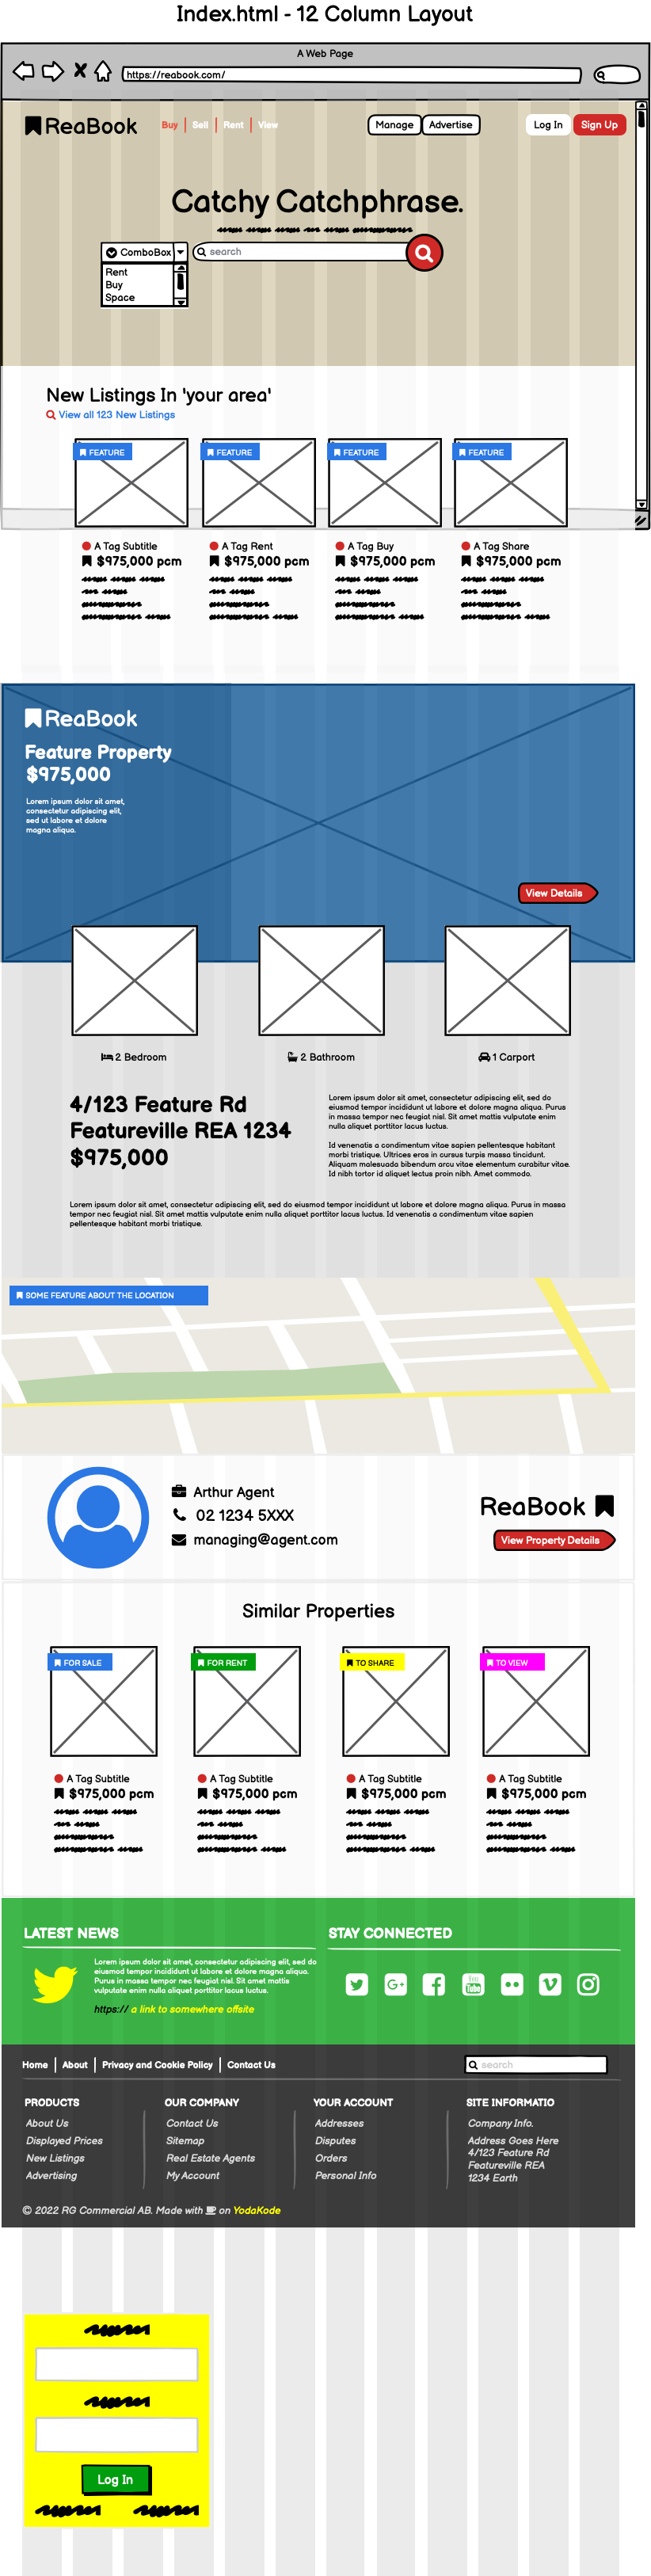 Index.html - 12 Column Layout
A Web Page
https://reabook.com/
ReaBook
Buy Sell Rent View
Manage Advertise
Log In Sign Up
Catchy Catchphrase.
ComboBox
search
Rent
Buy
Space
New Listings In 'your area'
View all 123 New Listings
FEATURE FEATURE FEATURE FEATURE
A Tag Subtitle A Tag Rent A Tag Buy A Tag Share
$975,000 pcm $975,000 pcm $975,000 pcm $975,000 pcm
ReaBook
Feature Property
$975,000
Lorem ipsum dolor sit amet,
consectetur adipiscing elit,
sed ut labore et dolore
magna aliqua.
View Details
2 Bedroom 2 Bathroom 1 Carport
4/123 Feature Rd
Featureville REA 1234
$975,000
Lorem ipsum dolor sit amet, consectetur adipiscing elit, sed do
eiusmod tempor incididunt ut labore et dolore magna aliqua. Purus
in massa tempor nec feugiat nisl. Sit amet mattis vulputate enim
nulla aliquet porttitor lacus luctus.
Id venenatis a condimentum vitae sapien pellentesque habitant
morbi tristique. Ultrices eros in cursus turpis massa tincidunt.
Aliquam malesuada bibendum arcu vitae elementum curabitur vitae.
Id nibh tortor id aliquet lectus proin nibh. Amet commodo.
Lorem ipsum dolor sit amet, consectetur adipiscing elit, sed do eiusmod tempor incididunt ut labore et dolore magna aliqua. Purus in massa
tempor nec feugiat nisl. Sit amet mattis vulputate enim nulla aliquet porttitor lacus luctus. Id venenatis a condimentum vitae sapien
pellentesque habitant morbi tristique.
SOME FEATURE ABOUT THE LOCATION
Arthur Agent
02 1234 5XXX
managing@agent.com
ReaBook
View Property Details
Similar Properties
FOR SALE FOR RENT TO SHARE TO VIEW
A Tag Subtitle A Tag Subtitle A Tag Subtitle A Tag Subtitle
$975,000 pcm $975,000 pcm $975,000 pcm $975,000 pcm
LATEST NEWS
Lorem ipsum dolor sit amet, consectetur adipiscing elit, sed do
eiusmod tempor incididunt ut labore et dolore magna aliqua.
Purus in massa tempor nec feugiat nisl. Sit amet mattis
vulputate enim nulla aliquet porttitor lacus luctus.
https:// a link to somewhere offsite
STAY CONNECTED
G+ You Tube
Home About Privacy and Cookie Policy Contact Us
search
PRODUCTS
About Us
Displayed Prices
New Listings
Advertising
OUR COMPANY
Contact Us
Sitemap
Real Estate Agents
My Account
YOUR ACCOUNT
Addresses
Disputes
Orders
Personal Info
SITE INFORMATIO
Company Info.
Address Goes Here
4/123 Feature Rd
Featureville REA
1234 Earth
© 2022 RG Commercial AB. Made with on YodaKode
Log In